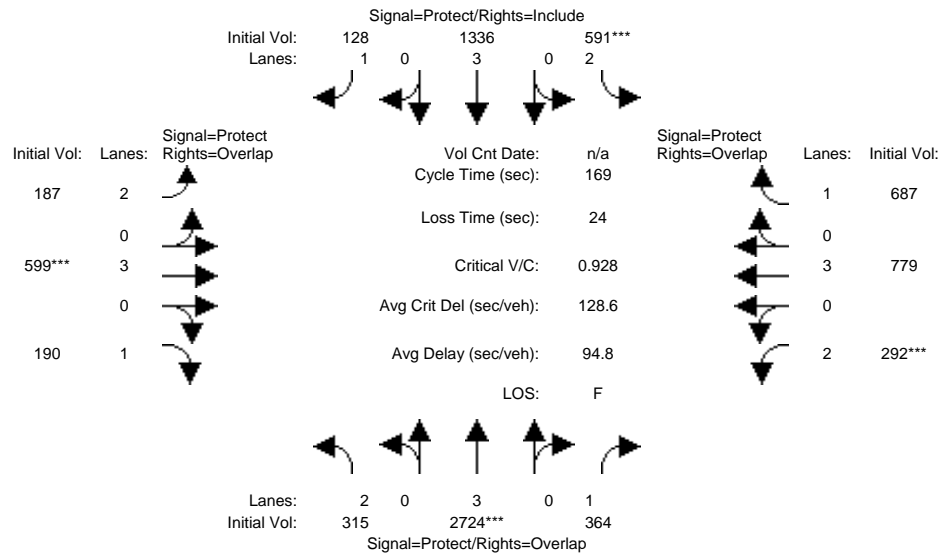 Signal=Protect/Rights=Include
Initial Vol: 128 1336 591***
Lanes: 1 0 3 0 2
Signal=Protect
Initial Vol: Lanes: Rights=Overlap
Vol Cnt Date: n/a
Signal=Protect
Rights=Overlap Lanes: Initial Vol:
Cycle Time (sec): 169
187 2
1 687
Loss Time (sec): 24
0
0
599*** 3
Critical V/C: 0.928
3 779
0
Avg Crit Del (sec/veh): 128.6
0
190 1
Avg Delay (sec/veh): 94.8
2 292***
LOS: F
Lanes: 2 0 3 0 1
Initial Vol: 315 2724*** 364
Signal=Protect/Rights=Overlap